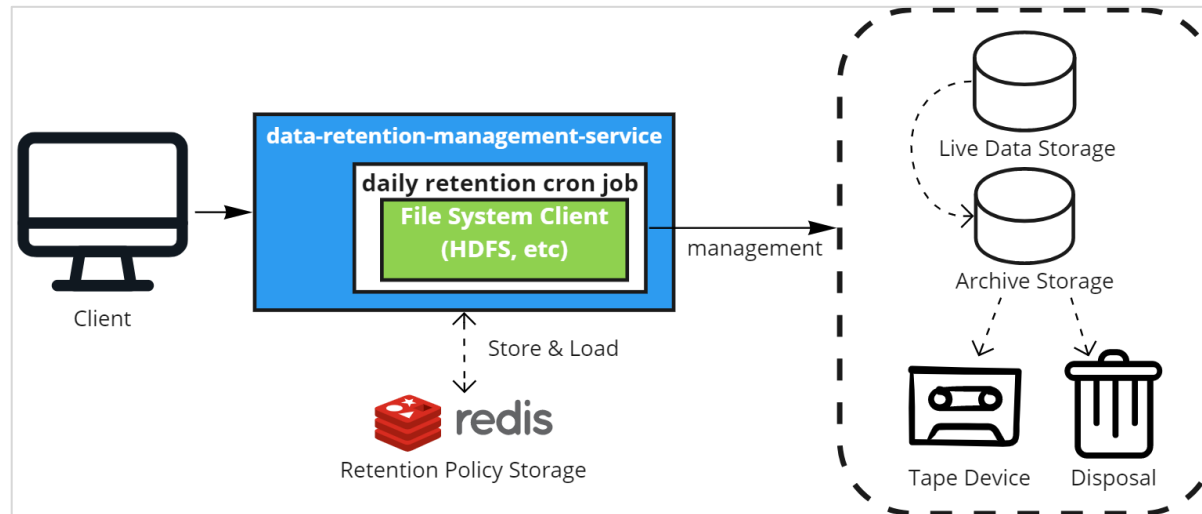 data-retention-management-service
daily retention cron job
File System Client
(HDFS, etc)
Client
management
Store & Load
redis
Retention Policy Storage
Live Data Storage
Archive Storage
Tape Device
Disposal